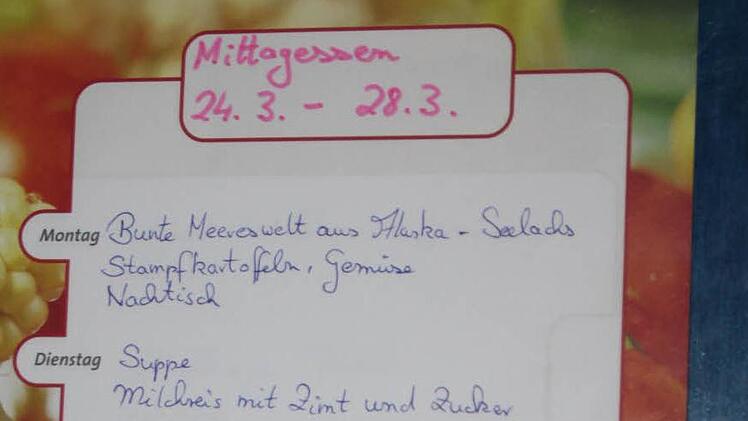 Mittagessen
24. 3. - 28. 3.
Montag Bunte Meereswelt aus Alaska - Seelachs
Stampfkartofeln, Gemüse
Nachtisch
Dienstag Suppe
Milchreis mit Zimt und Zucker